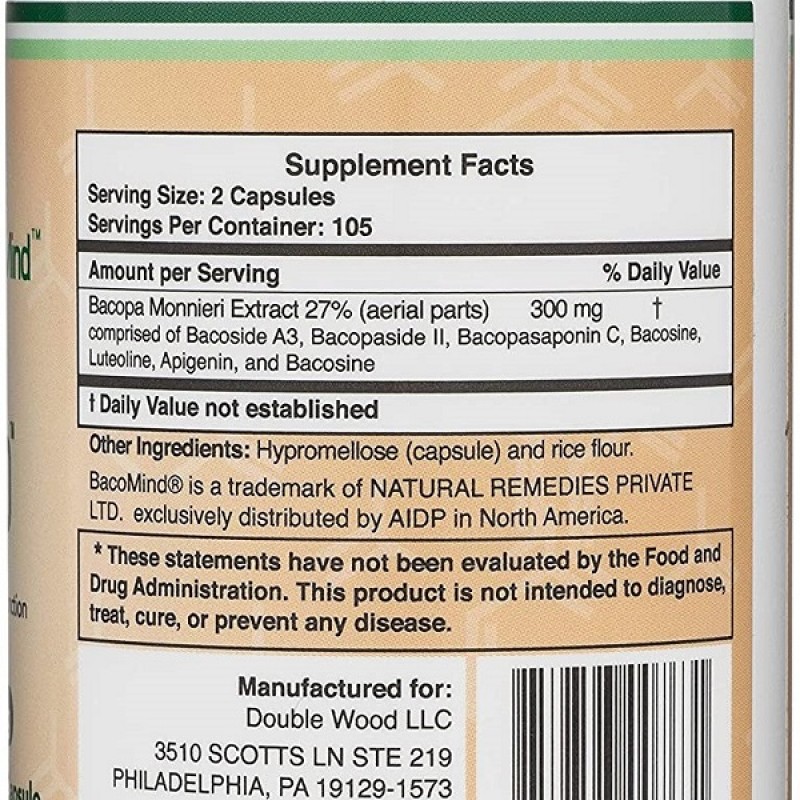 Supplement Facts
Serving Size: 2 Capsules
Servings Per Container: 105
Amount per Serving % Daily Value
Bacopa Monnieri Extract 27% (aerial parts) 300 mg †
comprised of Bacoside A3, Bacopaside II, Bacopasaponin C, Bacosine,
Luteoline, Apigenin, and Bacosine
† Daily Value not established
Other Ingredients: Hypromellose (capsule) and rice flour.
BacoMind® is a trademark of NATURAL REMEDIES PRIVATE
LTD. exclusively distributed by AIDP in North America.
* These statements have not been evaluated by the Food and
Drug Administration. This product is not intended to diagnose,
treat, cure, or prevent any disease.
Manufactured for:
Double Wood LLC
3510 SCOTTS LN STE 219
PHILADELPHIA, PA 19129-1573